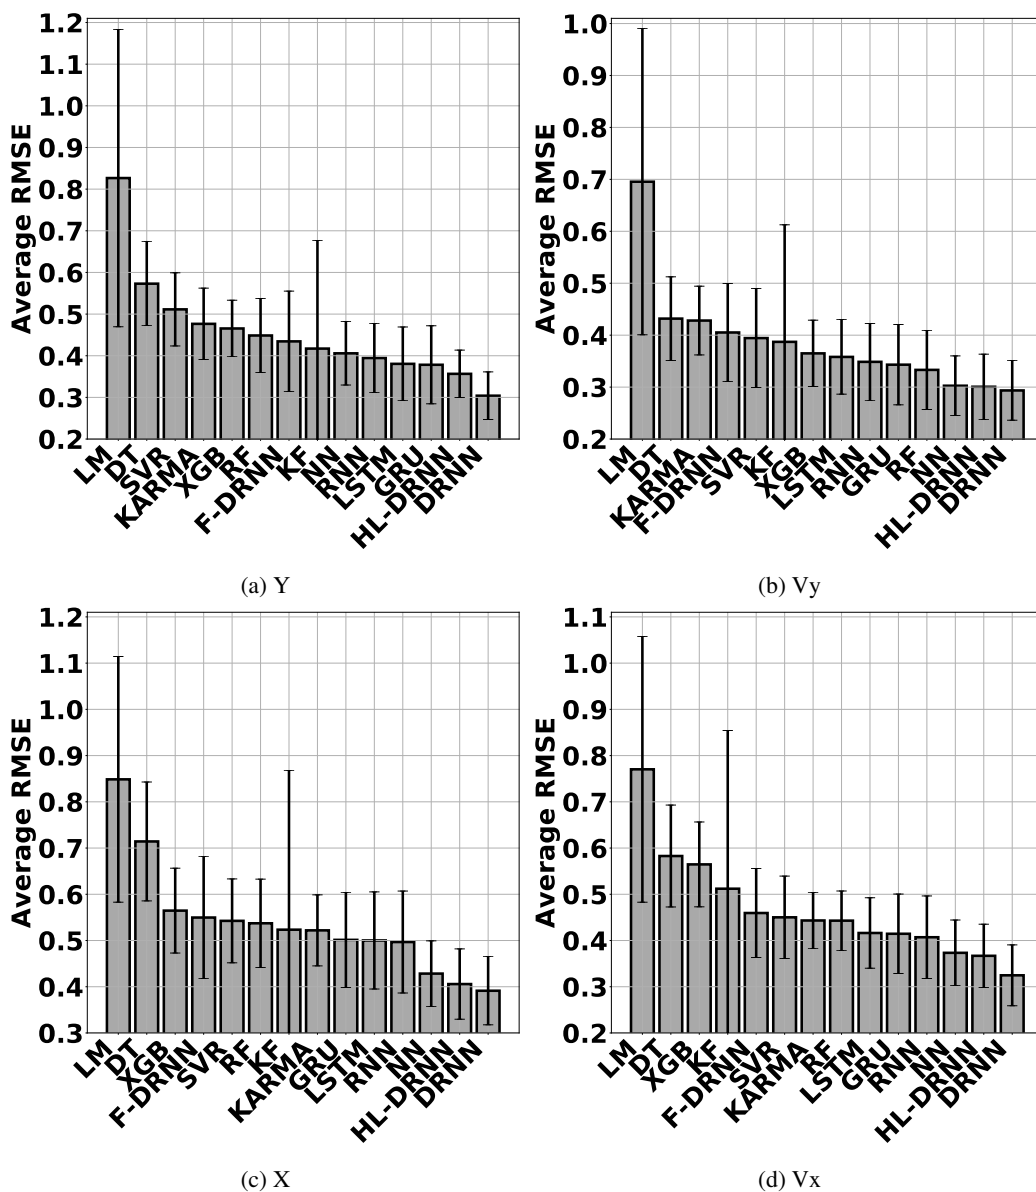 1.2
1.1
1.0
0.9
0.8
0.7
0.6
0.5
0.4
0.3
0.2
Average RMSE
LM
DT
SVR
KARMA
XGB
RF
F-DRNN
KF
NN
RNN
LSTM
GRU
HL-DRNN
DRNN
(a) Y
1.0
0.9
0.8
0.7
0.6
0.5
0.4
0.3
0.2
Average RMSE
LM
DT
KARMA
F-DRNN
SVR
KF
XGB
LSTM
RNN
GRU
RF
NN
HL-DRNN
DRNN
(b) Vy
1.2
1.1
1.0
0.9
0.8
0.7
0.6
0.5
0.4
0.3
Average RMSE
LM
DT
XGB
F-DRNN
SVR
RF
KF
KARMA
GRU
LSTM
RNN
NN
HL-DRNN
DRNN
(c) X
1.1
1.0
0.9
0.8
0.7
0.6
0.5
0.4
0.3
0.2
Average RMSE
LM
DT
XGB
KF
F-DRNN
SVR
KARMA
RF
LSTM
GRU
RNN
NN
HL-DRNN
DRNN
(d) Vx